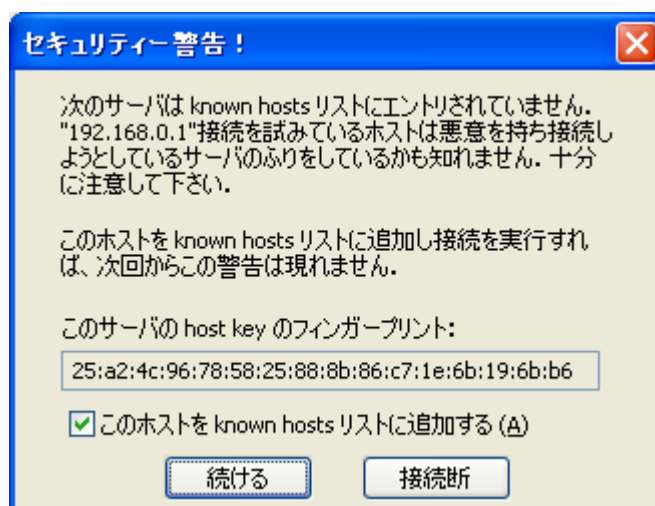 セキュリティー警告！
次のサーバは known hosts リストにエントリされていません.
"192.168.0.1"接続を試みているホストは悪意を持ち接続し
ようとしているサーバのふりをしているかも知れません. 十分
に注意して下さい.
このホストを known hosts リストに追加し接続を実行すれ
ば、次回からこの警告は現れません.
このサーバの host key のフィンガープリント:
25:a2:4c:96:78:58:25:88:8b:86:c7:1e:6b:19:6b:b6
このホストを known hosts リストに追加する(A)
続ける
接続断